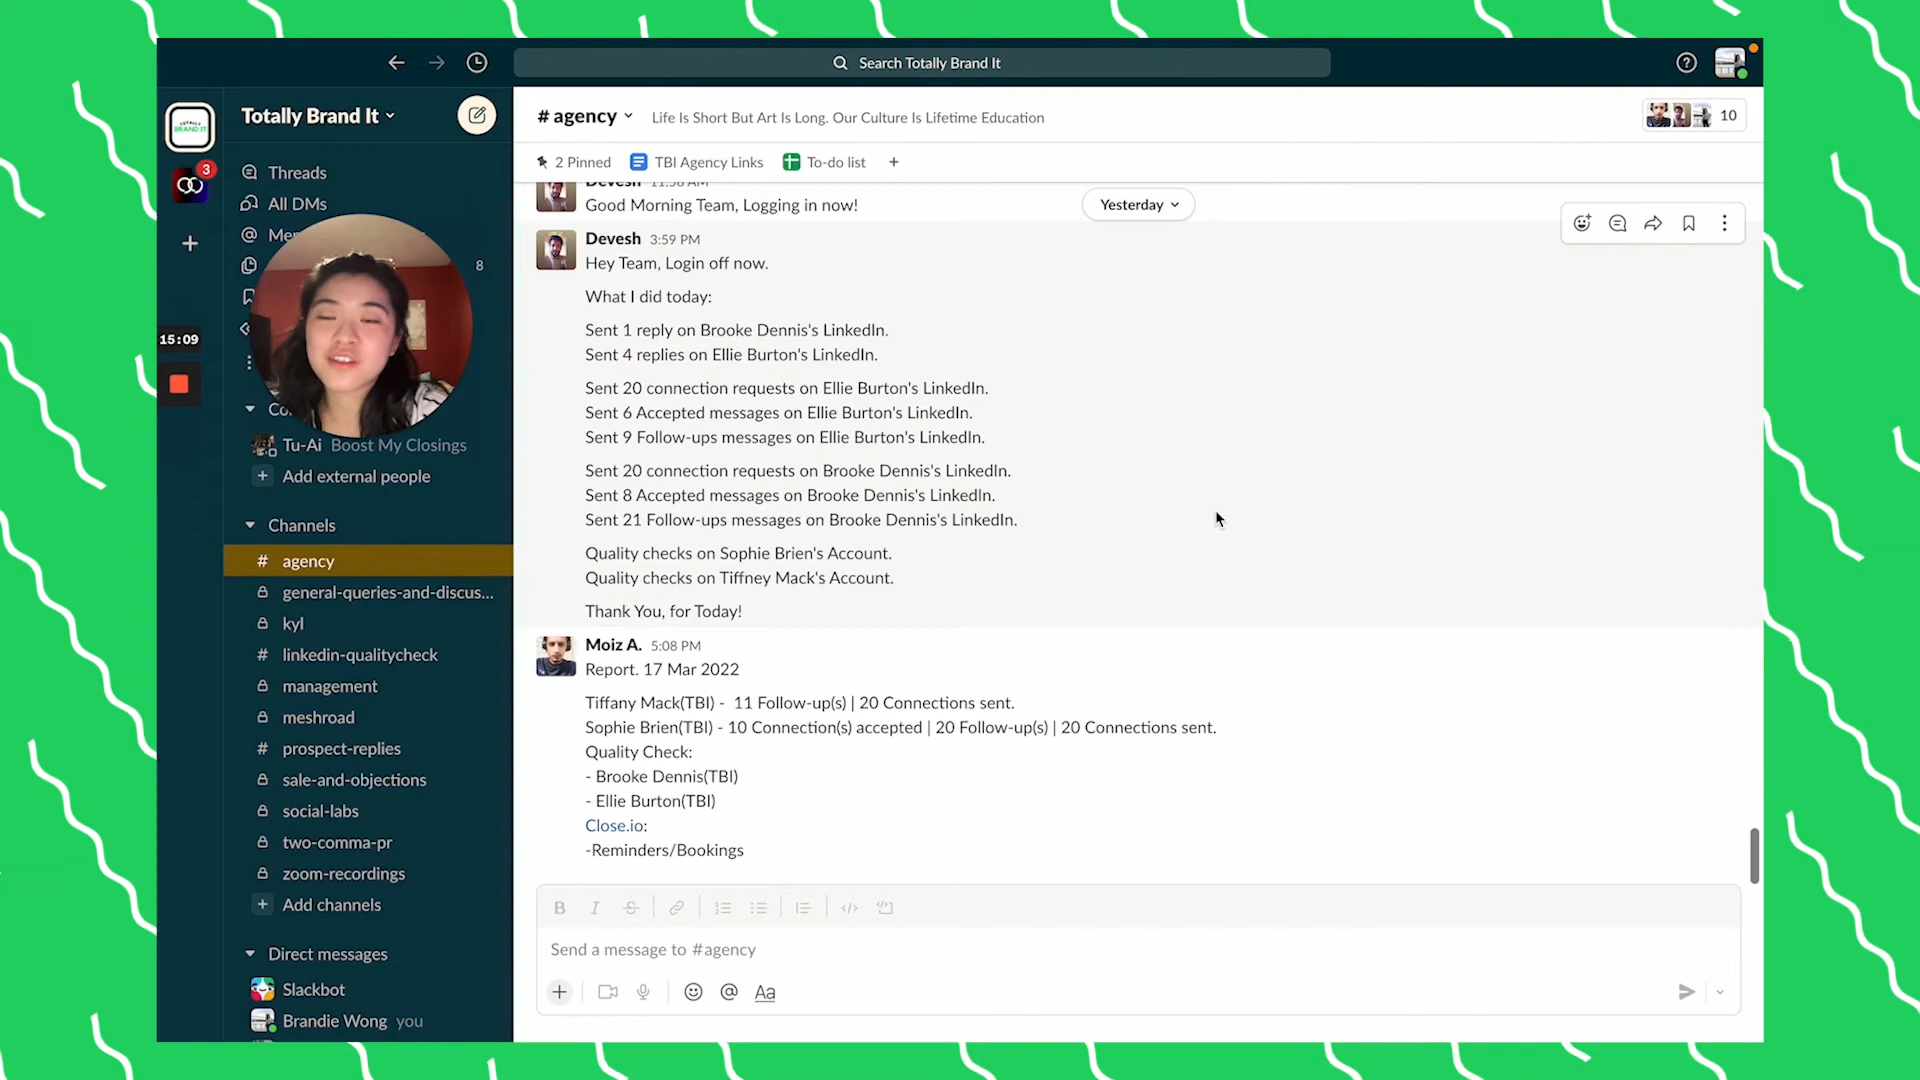 Search Totally Brand It
TOTALLY
BRAND IT
3
15:09
Totally Brand It
Threads
All DMs
8
Tu-Ai Boost My Closings
Add external people
Channels
# agency
general-queries-and-discus...
kyl
# linkedin-qualitycheck
management
meshroad
# prospect-replies
sale-and-objections
social-labs
two-comma-pr
zoom-recordings
+ Add channels
Direct messages
Slackbot
Brandie Wong you
# agency
Life Is Short But Art Is Long. Our Culture Is Lifetime Education
10
2 Pinned
TBI Agency Links
To-do list
+
Devesh 11:58 AM
Good Morning Team, Logging in now!
Yesterday
Devesh 3:59 PM
Hey Team, Login off now.
What I did today:
Sent 1 reply on Brooke Dennis's LinkedIn.
Sent 4 replies on Ellie Burton's LinkedIn.
Sent 20 connection requests on Ellie Burton's LinkedIn.
Sent 6 Accepted messages on Ellie Burton's LinkedIn.
Sent 9 Follow-ups messages on Ellie Burton's LinkedIn.
Sent 20 connection requests on Brooke Dennis's LinkedIn.
Sent 8 Accepted messages on Brooke Dennis's LinkedIn.
Sent 21 Follow-ups messages on Brooke Dennis's LinkedIn.
Quality checks on Sophie Brien's Account.
Quality checks on Tiffney Mack's Account.
Thank You, for Today!
Moiz A. 5:08 PM
Report. 17 Mar 2022
Tiffany Mack(TBI) - 11 Follow-up(s) | 20 Connections sent.
Sophie Brien(TBI) - 10 Connection(s) accepted | 20 Follow-up(s) | 20 Connections sent.
Quality Check:
- Brooke Dennis(TBI)
- Ellie Burton(TBI)
Close.io:
-Reminders/Bookings
Send a message to #agency
Aa